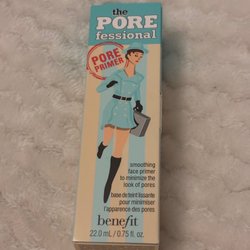 the
PORE
fessional
PORE
PRIMER
smoothing
face primer
to minimize the
look of pores
base de teint lissante
pour minimiser
l'apparence des pores
benefit
22.0 mL / 0.75 fl. oz.